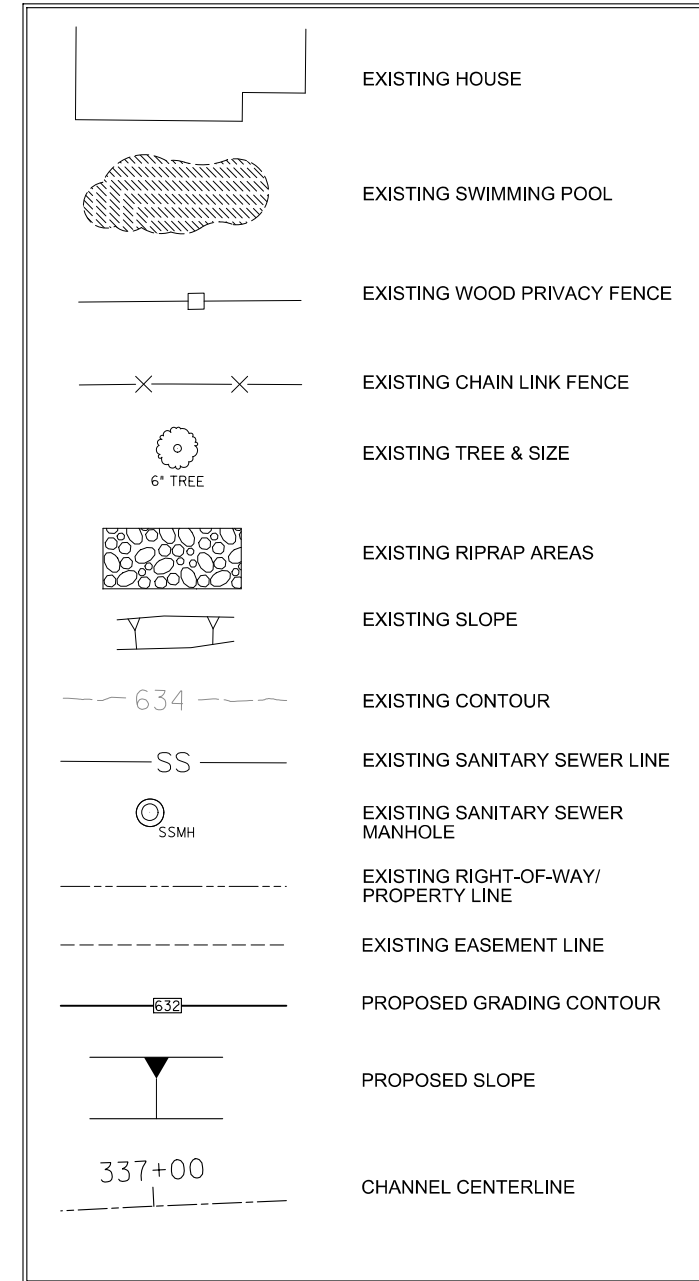 EXISTING HOUSE
EXISTING SWIMMING POOL
EXISTING WOOD PRIVACY FENCE
EXISTING CHAIN LINK FENCE
6" TREE
EXISTING TREE & SIZE
EXISTING RIPRAP AREAS
EXISTING SLOPE
634
EXISTING CONTOUR
SS
EXISTING SANITARY SEWER LINE
SSMH
EXISTING SANITARY SEWER
MANHOLE
EXISTING RIGHT-OF-WAY/
PROPERTY LINE
EXISTING EASEMENT LINE
632
PROPOSED GRADING CONTOUR
PROPOSED SLOPE
337+00
CHANNEL CENTERLINE